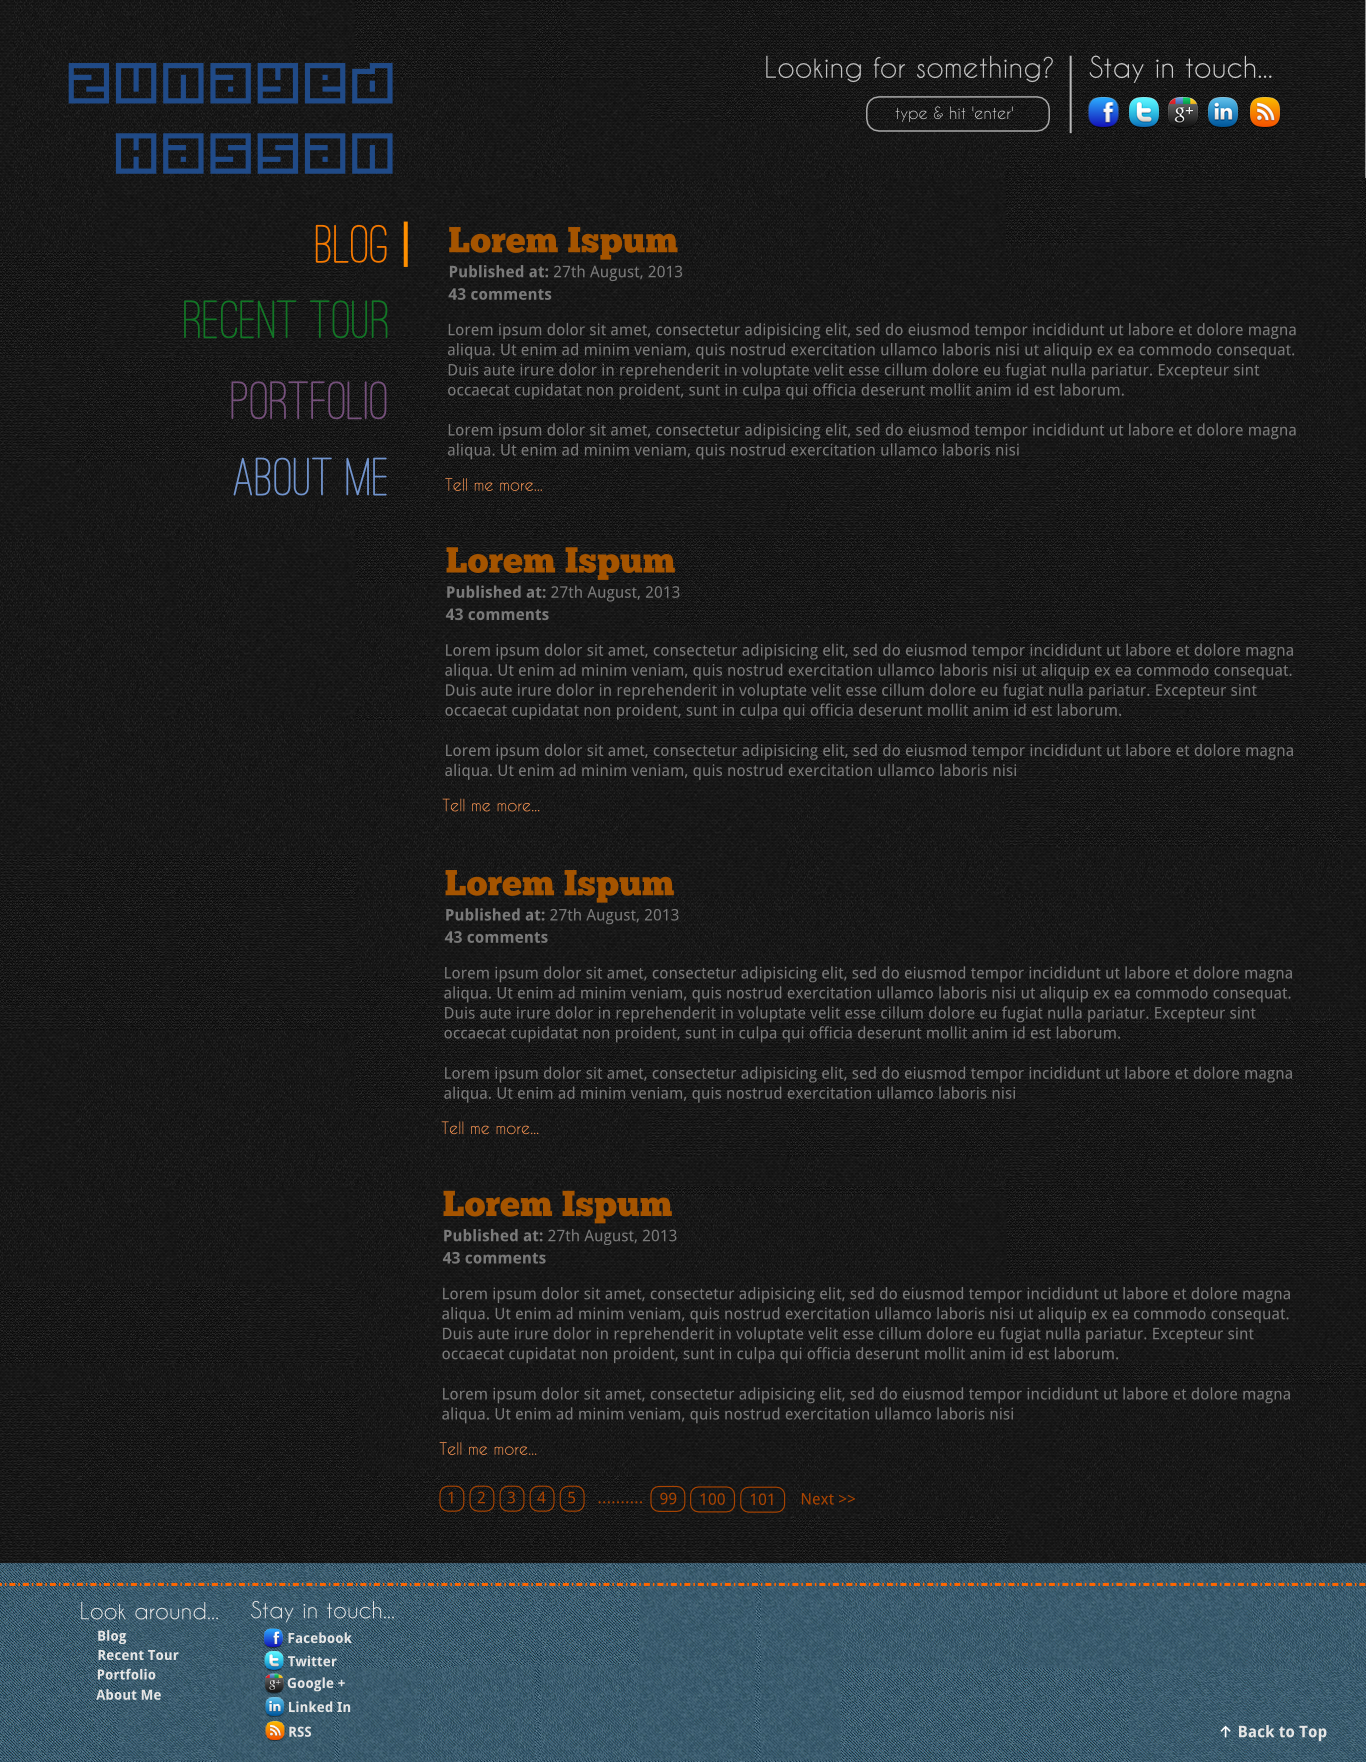 Zunayed
Hassan
Looking for something?
type & hit 'enter'
Stay in touch...
BLOG
RECENT TOUR
PORTFOLIO
ABOUT ME
Lorem Ispum
Published at: 27th August, 2013
43 comments
Lorem ipsum dolor sit amet, consectetur adipisicing elit, sed do eiusmod tempor incididunt ut labore et dolore magna
aliqua. Ut enim ad minim veniam, quis nostrud exercitation ullamco laboris nisi ut aliquip ex ea commodo consequat.
Duis aute irure dolor in reprehenderit in voluptate velit esse cillum dolore eu fugiat nulla pariatur. Excepteur sint
occaecat cupidatat non proident, sunt in culpa qui officia deserunt mollit anim id est laborum.
Lorem ipsum dolor sit amet, consectetur adipisicing elit, sed do eiusmod tempor incididunt ut labore et dolore magna
aliqua. Ut enim ad minim veniam, quis nostrud exercitation ullamco laboris nisi
Tell me more...
Lorem Ispum
Published at: 27th August, 2013
43 comments
Lorem ipsum dolor sit amet, consectetur adipisicing elit, sed do eiusmod tempor incididunt ut labore et dolore magna
aliqua. Ut enim ad minim veniam, quis nostrud exercitation ullamco laboris nisi ut aliquip ex ea commodo consequat.
Duis aute irure dolor in reprehenderit in voluptate velit esse cillum dolore eu fugiat nulla pariatur. Excepteur sint
occaecat cupidatat non proident, sunt in culpa qui officia deserunt mollit anim id est laborum.
Lorem ipsum dolor sit amet, consectetur adipisicing elit, sed do eiusmod tempor incididunt ut labore et dolore magna
aliqua. Ut enim ad minim veniam, quis nostrud exercitation ullamco laboris nisi
Tell me more...
Lorem Ispum
Published at: 27th August, 2013
43 comments
Lorem ipsum dolor sit amet, consectetur adipisicing elit, sed do eiusmod tempor incididunt ut labore et dolore magna
aliqua. Ut enim ad minim veniam, quis nostrud exercitation ullamco laboris nisi ut aliquip ex ea commodo consequat.
Duis aute irure dolor in reprehenderit in voluptate velit esse cillum dolore eu fugiat nulla pariatur. Excepteur sint
occaecat cupidatat non proident, sunt in culpa qui officia deserunt mollit anim id est laborum.
Lorem ipsum dolor sit amet, consectetur adipisicing elit, sed do eiusmod tempor incididunt ut labore et dolore magna
aliqua. Ut enim ad minim veniam, quis nostrud exercitation ullamco laboris nisi
Tell me more...
Lorem Ispum
Published at: 27th August, 2013
43 comments
Lorem ipsum dolor sit amet, consectetur adipisicing elit, sed do eiusmod tempor incididunt ut labore et dolore magna
aliqua. Ut enim ad minim veniam, quis nostrud exercitation ullamco laboris nisi ut aliquip ex ea commodo consequat.
Duis aute irure dolor in reprehenderit in voluptate velit esse cillum dolore eu fugiat nulla pariatur. Excepteur sint
occaecat cupidatat non proident, sunt in culpa qui officia deserunt mollit anim id est laborum.
Lorem ipsum dolor sit amet, consectetur adipisicing elit, sed do eiusmod tempor incididunt ut labore et dolore magna
aliqua. Ut enim ad minim veniam, quis nostrud exercitation ullamco laboris nisi
Tell me more...
1 2 3 4 5 .......... 99 100 101 Next >>
Look around...
Blog
Recent Tour
Portfolio
About Me
Stay in touch...
Facebook
Twitter
Google +
Linked In
RSS
↑ Back to Top